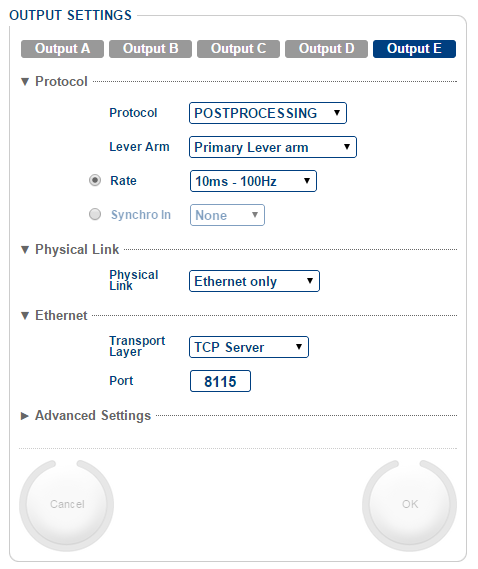 OUTPUT SETTINGS
Output A Output B Output C Output D Output E
Protocol
Protocol POSTPROCESSING
Lever Arm Primary Lever arm
Rate 10ms - 100Hz
Synchro In None
Physical Link
Physical
Link Ethernet only
Ethernet
Transport
Layer TCP Server
Port 8115
Advanced Settings
Cancel OK